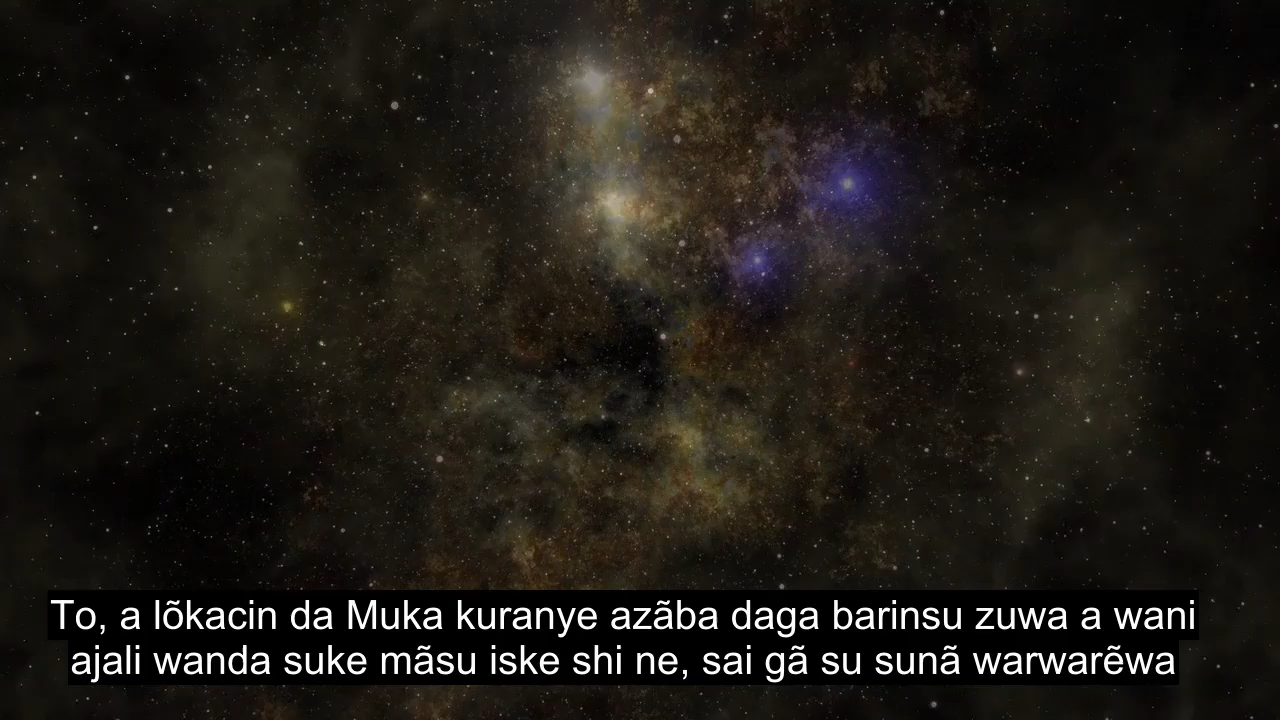 To, a lõkacin da Muka kuranye azãba daga barinsu zuwa a wani
ajali wanda suke mãsu iske shi ne, sai gã su sunã warwarẽwa